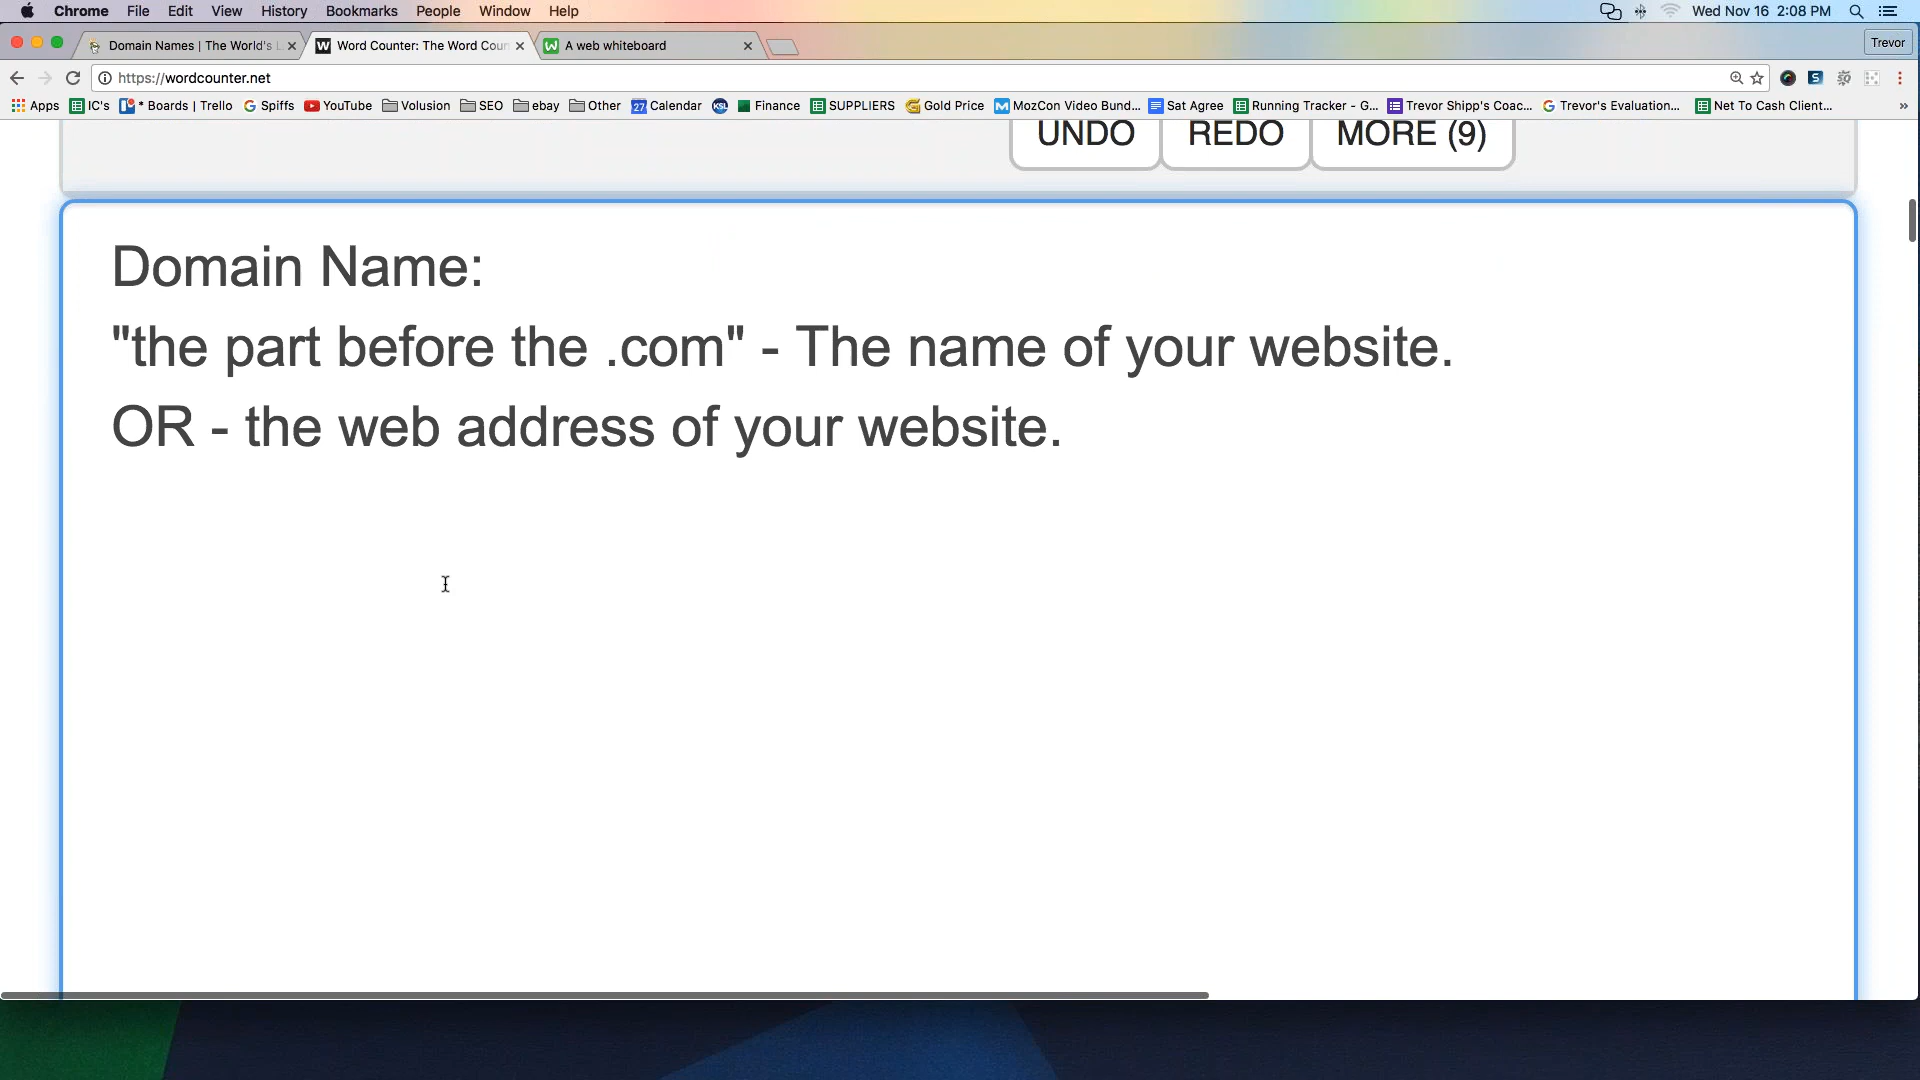 Chrome File Edit View History Bookmarks People Window Help Wed Nov 16 2:08 PM
Domain Names | The World's L Word Counter: The Word Coun A web whiteboard Trevor
https://wordcounter.net
Apps IC's * Boards | Trello Spiffs YouTube Volusion SEO ebay Other 27 Calendar KSL Finance SUPPLIERS Gold Price MozCon Video Bund... Sat Agree Running Tracker - G... Trevor Shipp's Coac... Trevor's Evaluation... Net To Cash Client... »
UNDO REDO MORE (9)
Domain Name:
"the part before the .com" - The name of your website.
OR - the web address of your website.